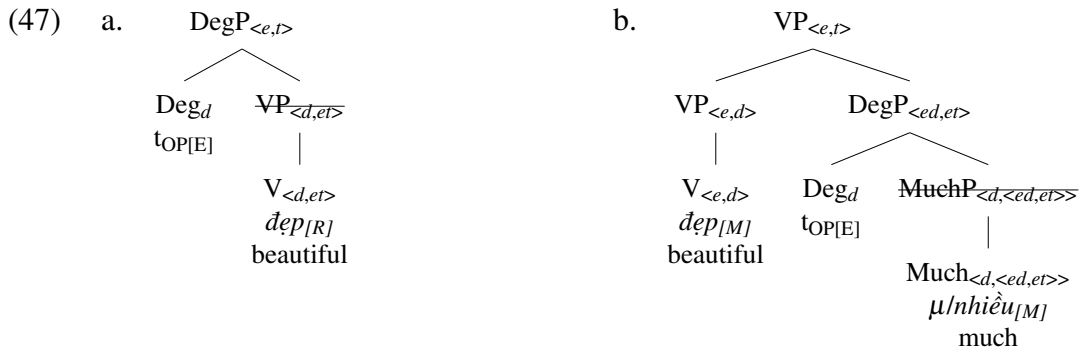 (47) a. DegP<e,t> b. VP<e,t>
Deg_d VP<d,et> VP<e,d> DegP<ed,et>
t_OP[E]
V<d,et> V<e,d> Deg_d MuchP<d,<ed,et>>
đẹp[R] đẹp[M] t_OP[E]
beautiful beautiful
Much<d,<ed,et>>
μ/nhiều[M]
much